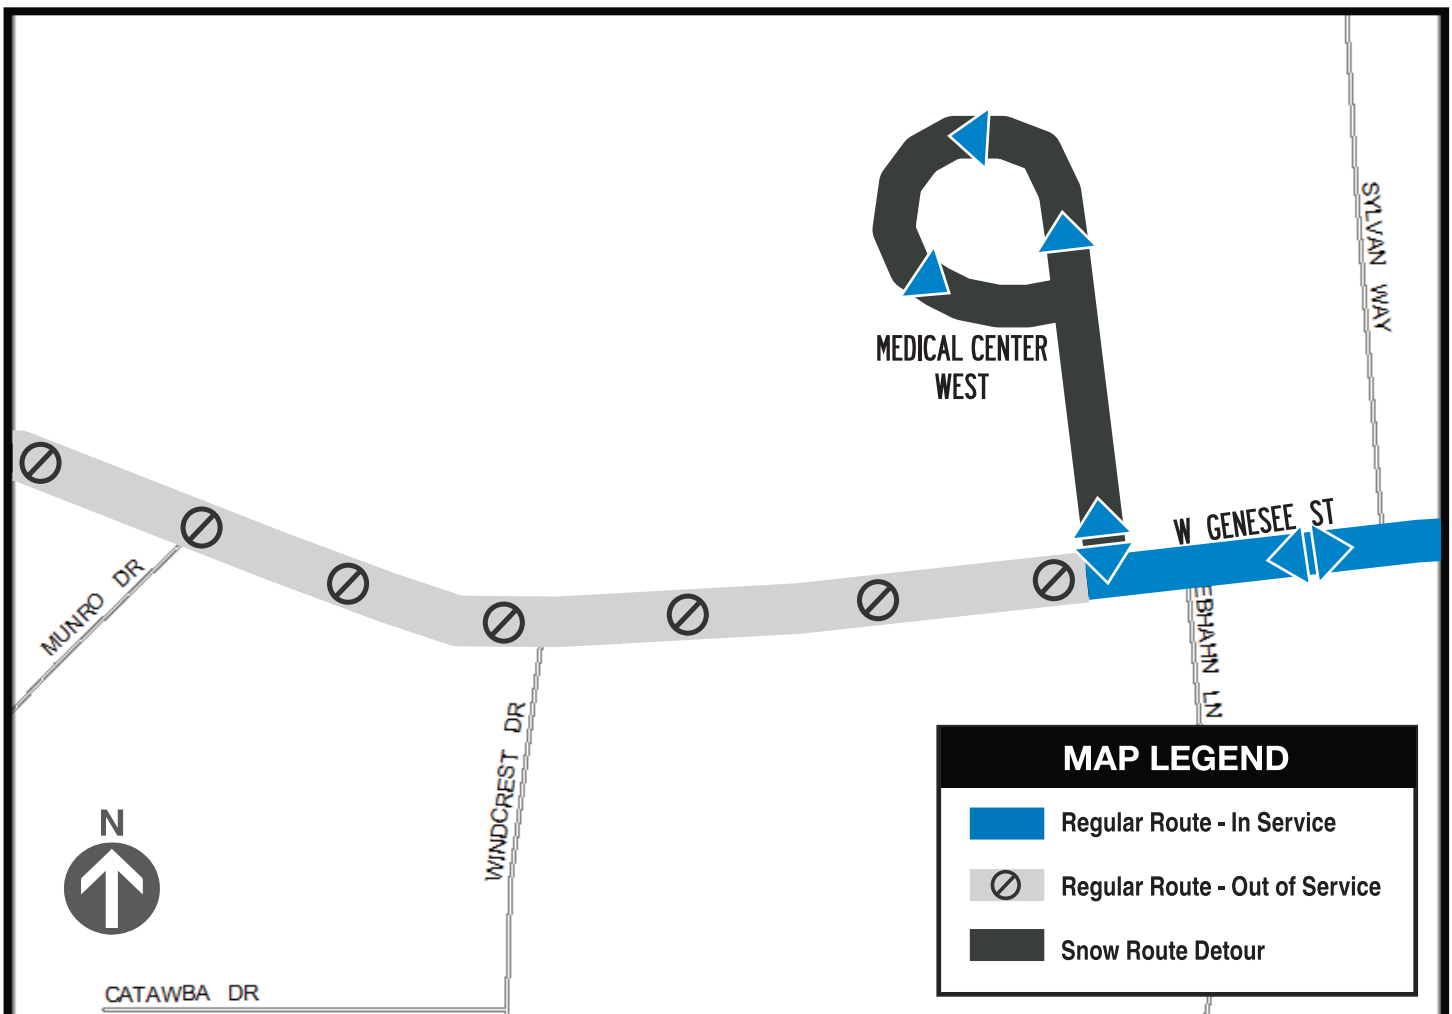 SYLVAN WAY
MEDICAL CENTER
WEST
W GENESEE ST
MUNRO DR
EBHAHN LN
WINDCREST DR
N
CATAWBA DR
MAP LEGEND
Regular Route - In Service
Regular Route - Out of Service
Snow Route Detour